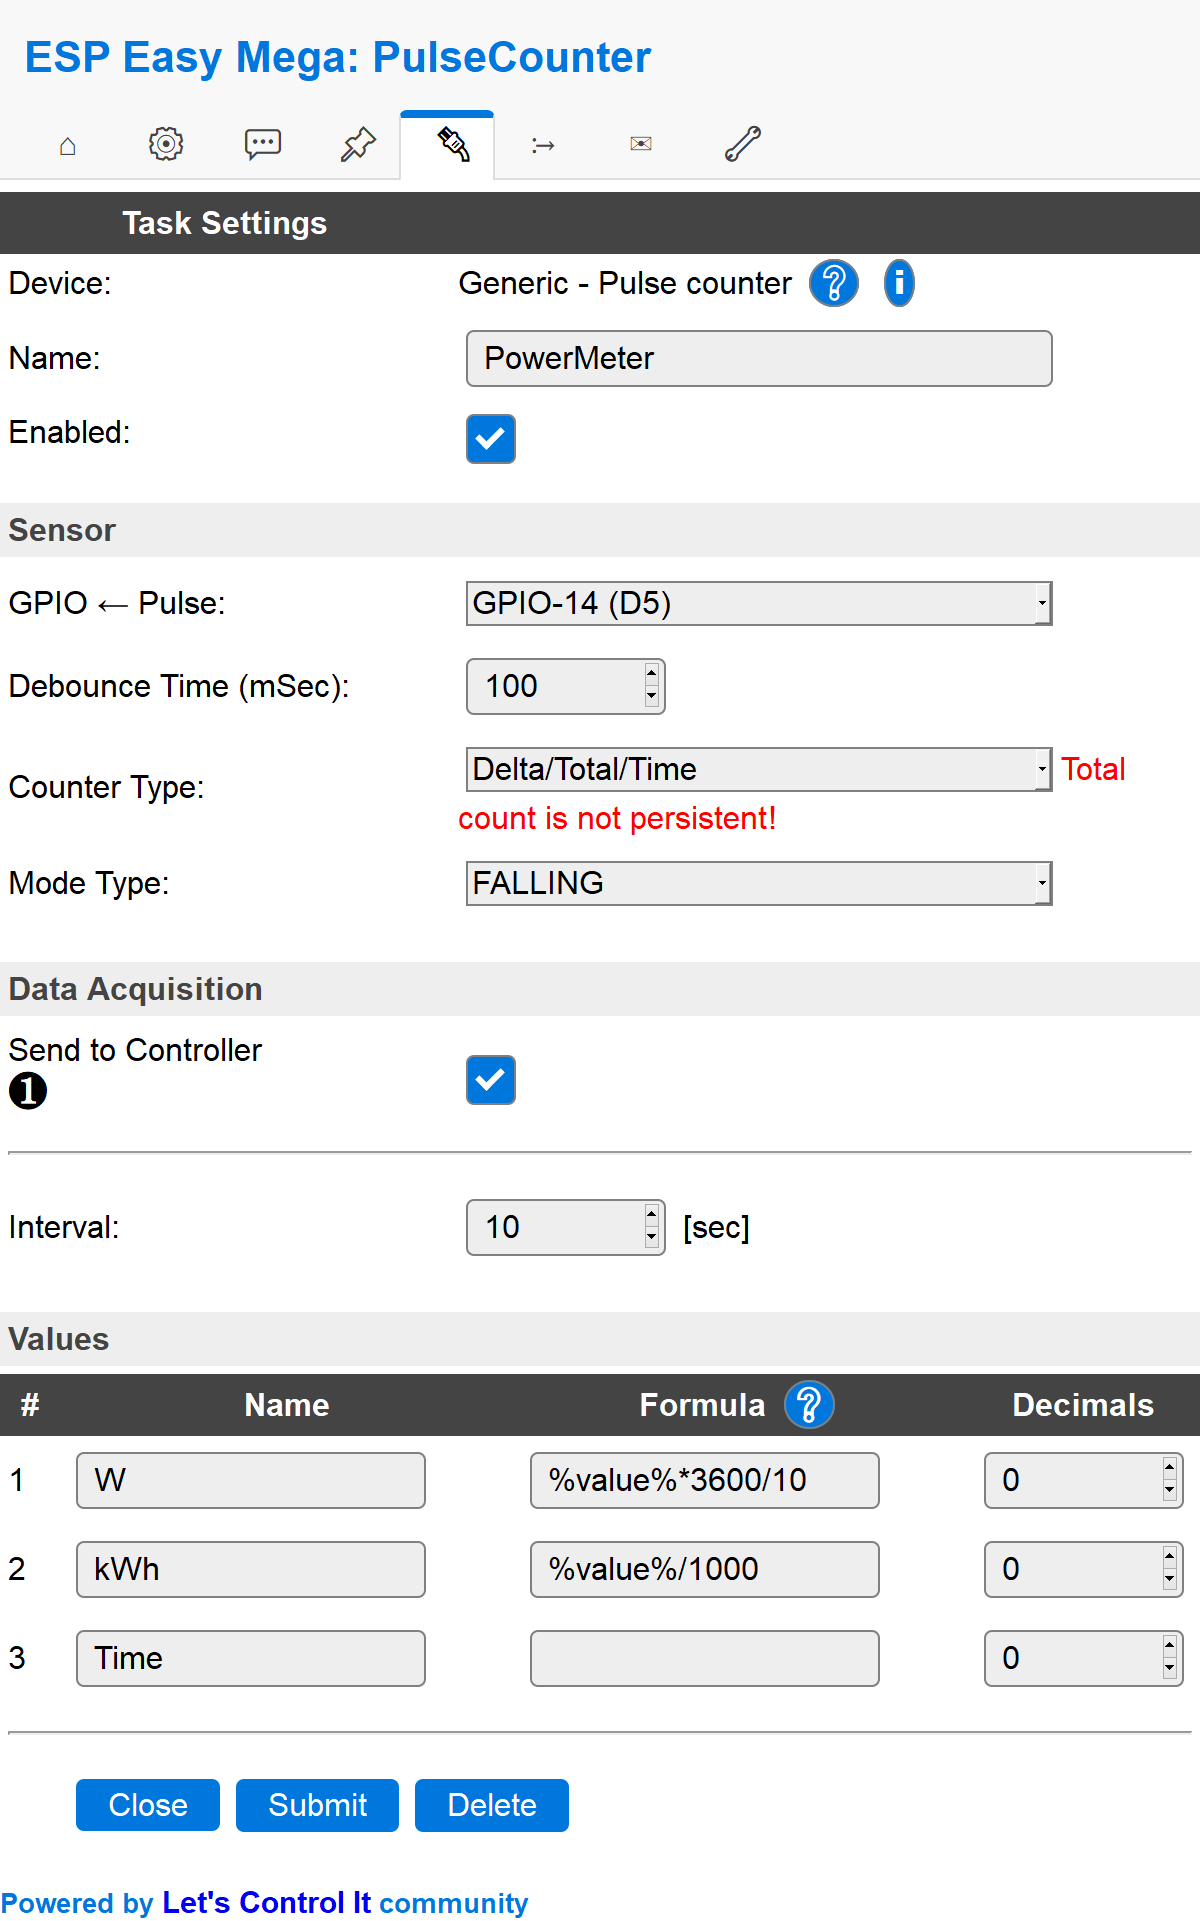 ESP Easy Mega: PulseCounter
Task Settings
Device: Generic - Pulse counter ? i
Name: PowerMeter
Enabled:
Sensor
GPIO ← Pulse: GPIO-14 (D5)
Debounce Time (mSec): 100
Counter Type: Delta/Total/Time Total
count is not persistent!
Mode Type: FALLING
Data Acquisition
Send to Controller
❶
Interval: 10 [sec]
Values
# Name Formula ? Decimals
1 W %value%*3600/10 0
2 kWh %value%/1000 0
3 Time 0
Close Submit Delete
Powered by Let's Control It community